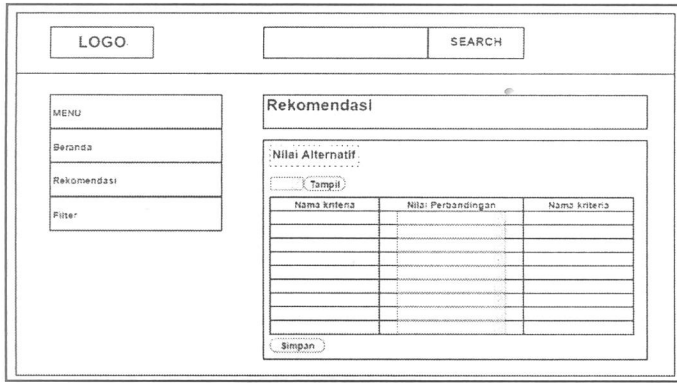 LOGO
SEARCH
MENU
Beranda
Rekomendasi
Filter
Rekomendasi
Nilai Alternatif
Tampil
Nama kriteria Nilai Perbandingan Nama kriteria
Simpan